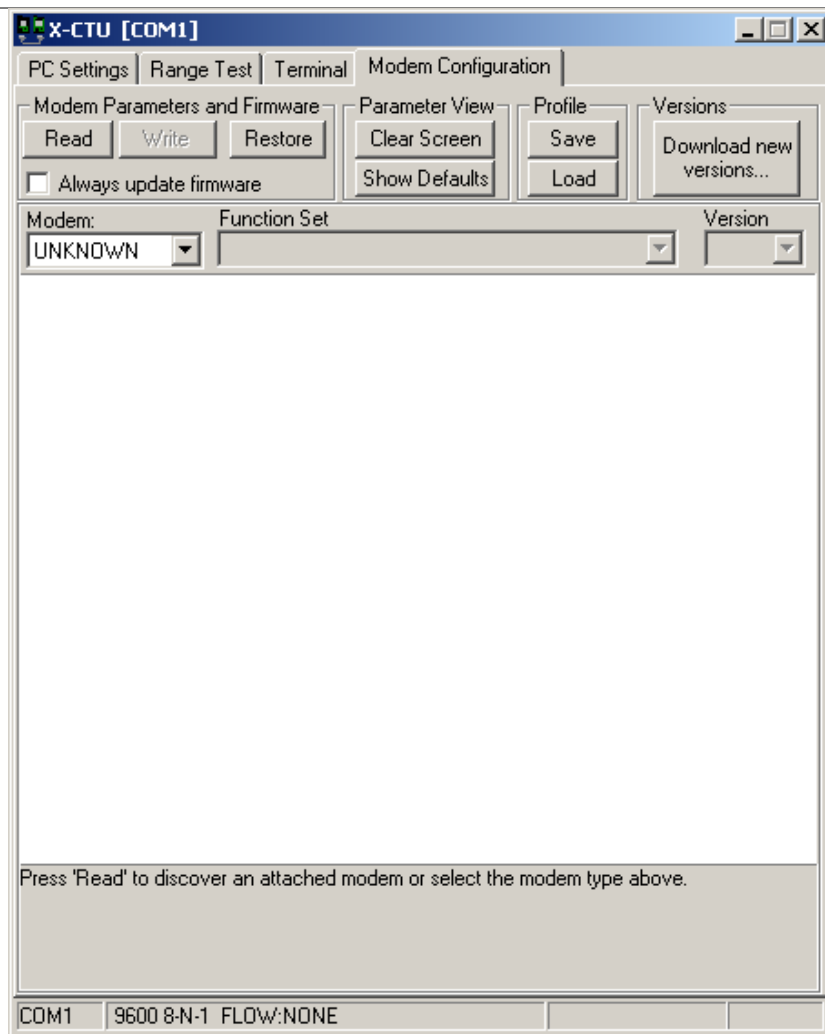 X-CTU [COM1]
PC Settings Range Test Terminal Modem Configuration
Modem Parameters and Firmware Parameter View Profile Versions
Read Write Restore Clear Screen Save Download new versions...
Always update firmware Show Defaults Load
Modem: Function Set Version
UNKNOWN
Press 'Read' to discover an attached modem or select the modem type above.
COM1 9600 8-N-1 FLOW:NONE